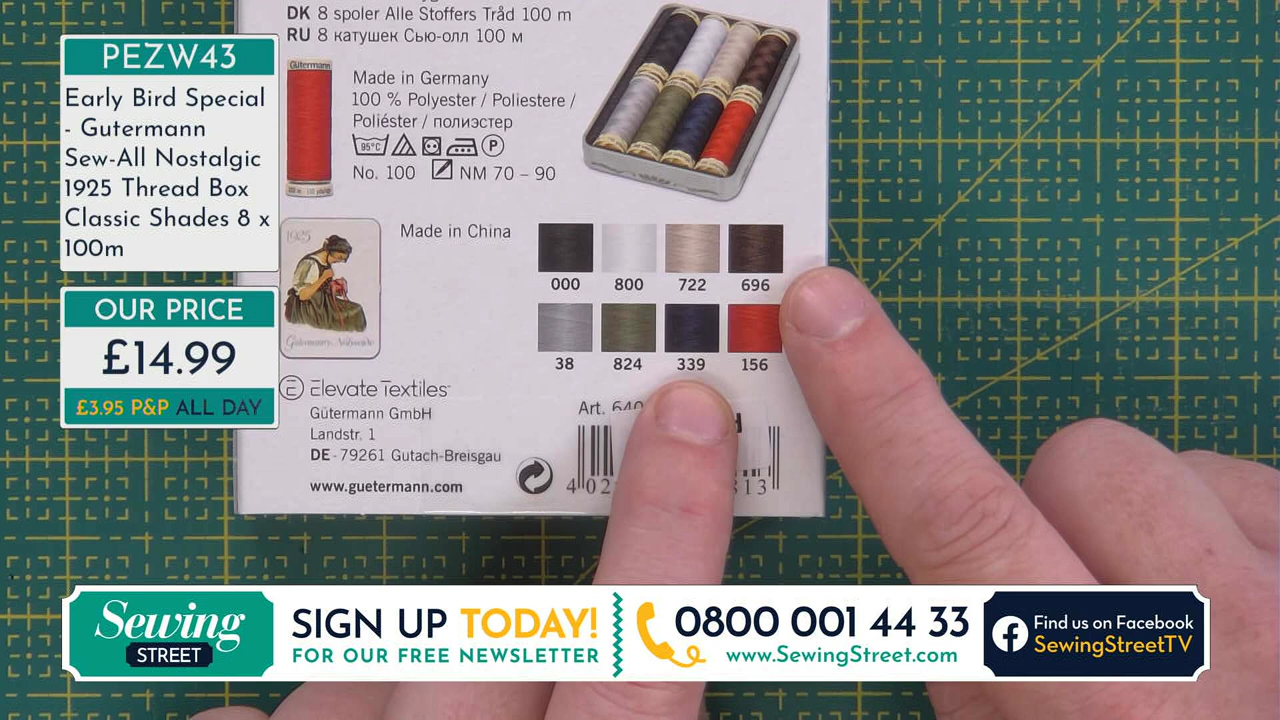 PEZW43
Early Bird Special
- Gutermann
Sew-All Nostalgic
1925 Thread Box
Classic Shades 8 x
100m
OUR PRICE
£14.99
£3.95 P&P ALL DAY
DK 8 spoler Alle Stoffers Tråd 100 m
RU 8 катушек Сью-олл 100 м
Gütermann
Made in Germany
100 % Polyester / Poliestere /
Poliéster / полиэстер
95°C
P
No. 100 NM 70 – 90
1925
Made in China
000 800 722 696
38 824 339 156
Elevate Textiles
Gütermann GmbH
Landstr. 1
DE - 79261 Gutach-Breisgau
www.guetermann.com
Art. 640
4 02 813
Sewing
STREET
SIGN UP TODAY!
FOR OUR FREE NEWSLETTER
0800 001 44 33
www.SewingStreet.com
Find us on Facebook
SewingStreetTV